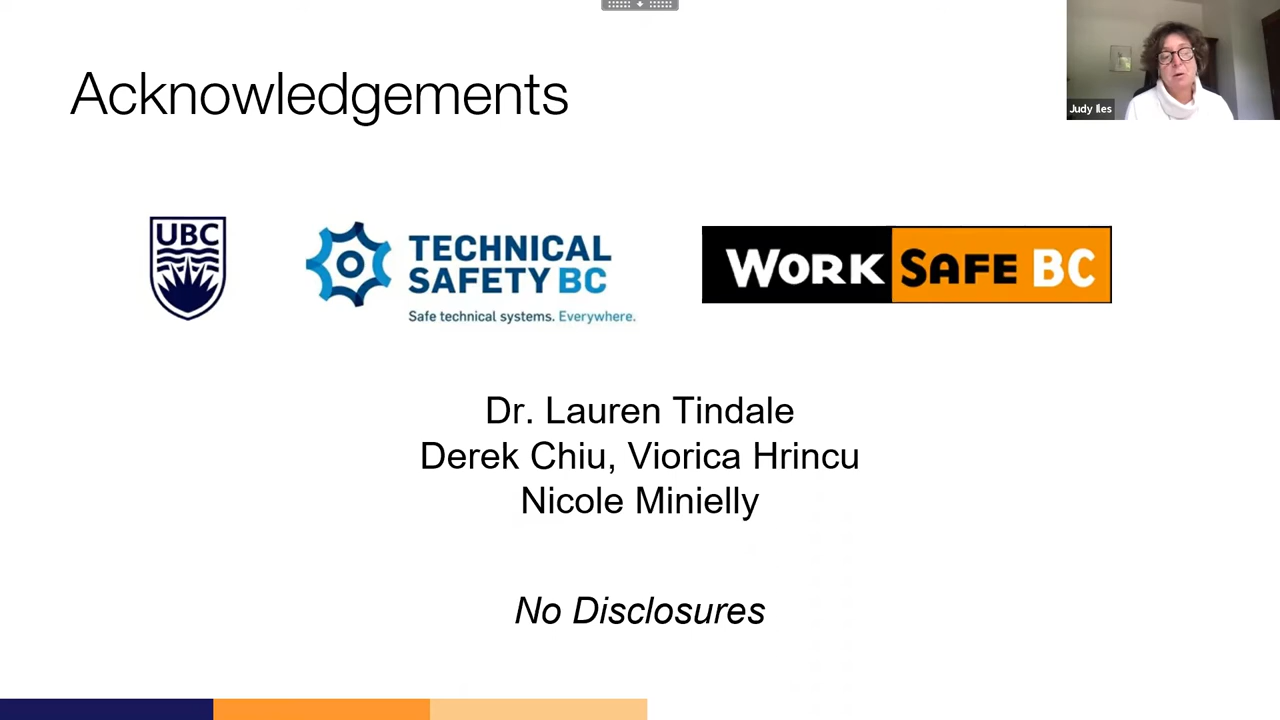 Acknowledgements
Judy Iles
UBC
TECHNICAL
SAFETY BC
Safe technical systems. Everywhere.
WORK SAFE BC
Dr. Lauren Tindale
Derek Chiu, Viorica Hrincu
Nicole Minielly
No Disclosures